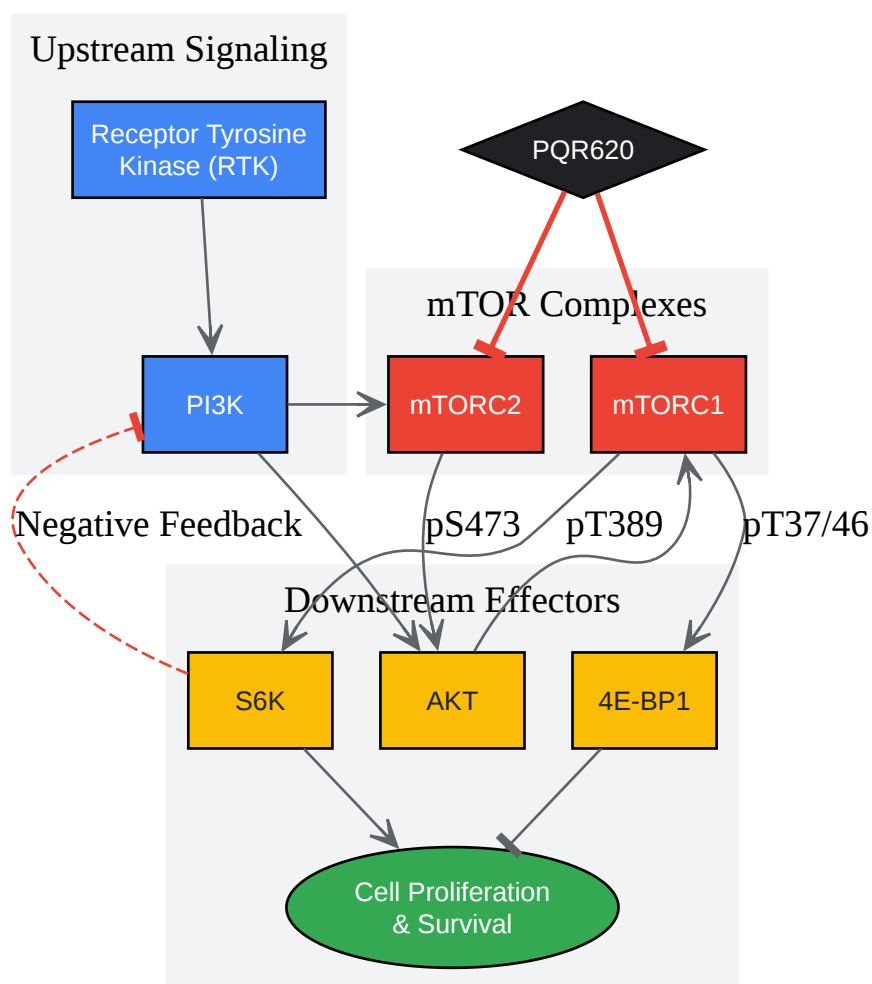 Upstream Signaling
Receptor Tyrosine
Kinase (RTK)
PQR620
mTOR Complexes
PI3K
mTORC2
mTORC1
Negative Feedback
pS473
pT389
pT37/46
Downstream Effectors
S6K
AKT
4E-BP1
Cell Proliferation
& Survival